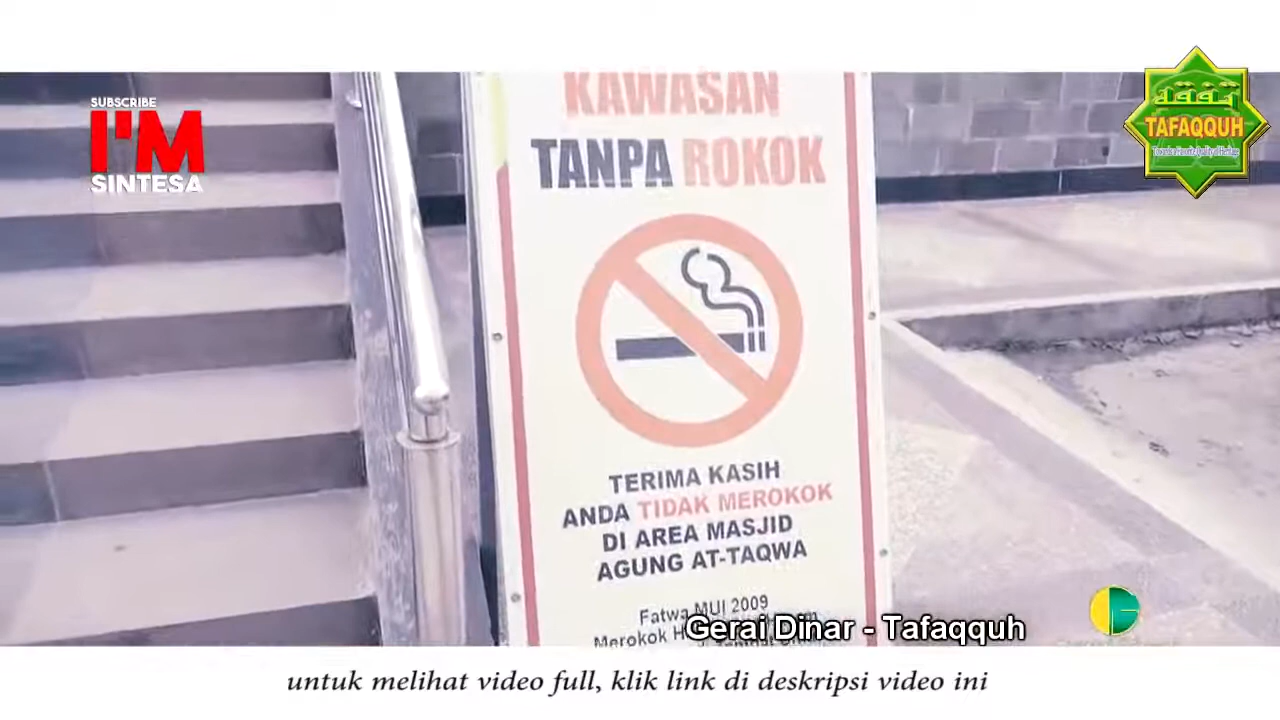 SUBSCRIBE
I'M
SINTESA
KAWASAN
TANPA ROKOK
TAFAQQUH
TERIMA KASIH
ANDA TIDAK MEROKOK
DI AREA MASJID
AGUNG AT-TAQWA
Fatwa MUI 2009
Merokok
Gerai Dinar - Tafaqquh
untuk melihat video full, klik link di deskripsi video ini